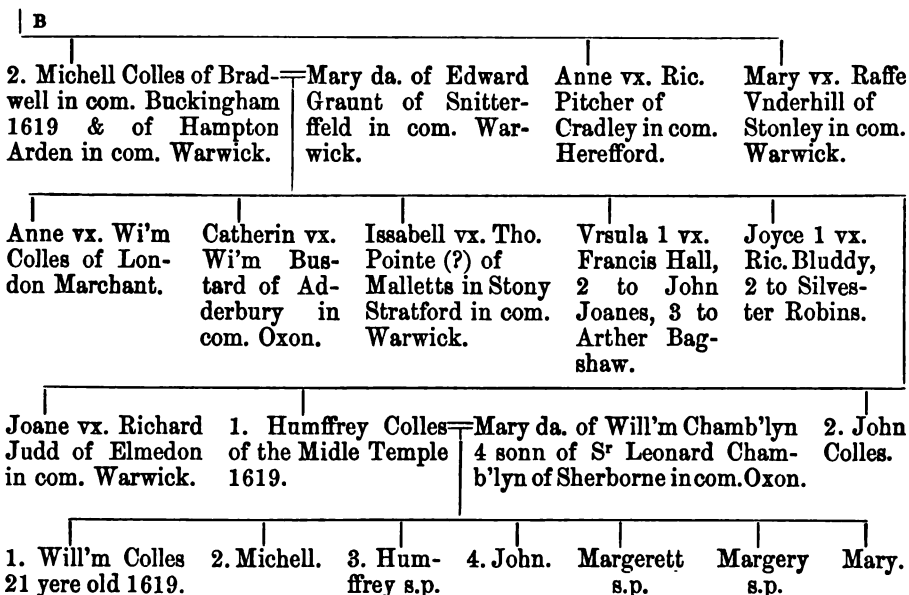 B
2. Michell Colles of Brad-
well in com. Buckingham
1619 & of Hampton
Arden in com. Warwick.
Mary da. of Edward
Graunt of Snitter-
ffeld in com. War-
wick.
Anne vx. Ric.
Pitcher of
Cradley in com.
Herefford.
Mary vx. Raffe
Vnderhill of
Stonley in com.
Warwick.
Anne vx. Wi'm
Colles of Lon-
don Marchant.
Catherin vx.
Wi'm Bus-
tard of Ad-
derbury in
com. Oxon.
Issabell vx. Tho.
Pointe (?) of
Malletts in Stony
Stratford in com.
Warwick.
Vrsula 1 vx.
Francis Hall,
2 to John
Joanes, 3 to
Arther Bag-
shaw.
Joyce 1 vx.
Ric. Bluddy,
2 to Silves-
ter Robins.
Joane vx. Richard
Judd of Elmedon
in com. Warwick.
1. Humffrey Colles
of the Midle Temple
1619.
Mary da. of Will'm Chamb'lyn
4 sonn of Sr Leonard Cham-
b'lyn of Sherborne in com. Oxon.
2. John
Colles.
1. Will'm Colles
21 yere old 1619.
2. Michell.
3. Hum-
ffrey s.p.
4. John.
Margerett
s.p.
Margery
s.p.
Mary.